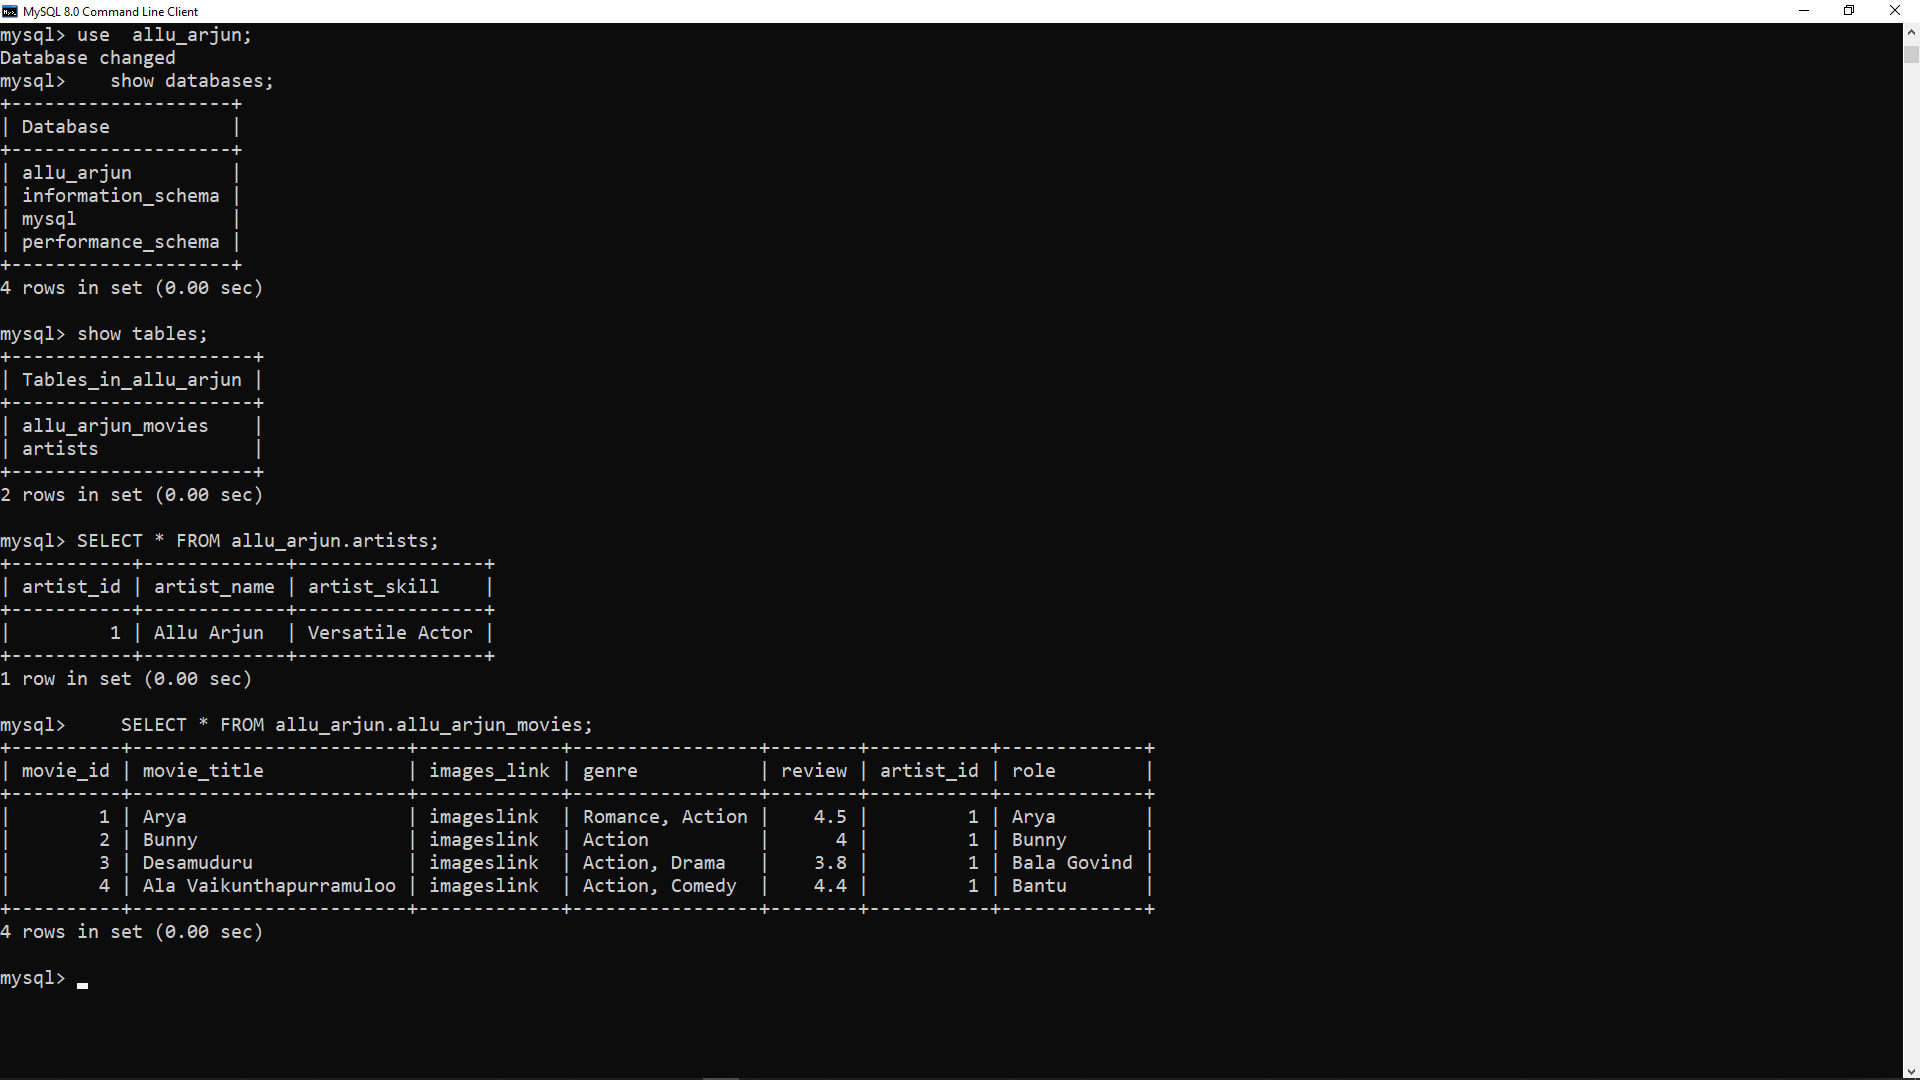 MySQL 8.0 Command Line Client
mysql> use  allu_arjun;
Database changed
mysql>    show databases;
+--------------------+
| Database           |
+--------------------+
| allu_arjun         |
| information_schema |
| mysql              |
| performance_schema |
+--------------------+
4 rows in set (0.00 sec)
mysql> show tables;
+----------------------+
| Tables_in_allu_arjun |
+----------------------+
| allu_arjun_movies    |
| artists              |
+----------------------+
2 rows in set (0.00 sec)
mysql> SELECT * FROM allu_arjun.artists;
+-----------+-------------+-----------------+
| artist_id | artist_name | artist_skill    |
+-----------+-------------+-----------------+
|         1 | Allu Arjun  | Versatile Actor |
+-----------+-------------+-----------------+
1 row in set (0.00 sec)
mysql>     SELECT * FROM allu_arjun.allu_arjun_movies;
+----------+-------------------------+-------------+-----------------+--------+-----------+-------------+
| movie_id | movie_title             | images_link | genre           | review | artist_id | role        |
+----------+-------------------------+-------------+-----------------+--------+-----------+-------------+
|        1 | Arya                    | imageslink  | Romance, Action |    4.5 |         1 | Arya        |
|        2 | Bunny                   | imageslink  | Action          |      4 |         1 | Bunny       |
|        3 | Desamuduru              | imageslink  | Action, Drama   |    3.8 |         1 | Bala Govind |
|        4 | Ala Vaikunthapurramuloo | imageslink  | Action, Comedy  |    4.4 |         1 | Bantu       |
+----------+-------------------------+-------------+-----------------+--------+-----------+-------------+
4 rows in set (0.00 sec)
mysql>